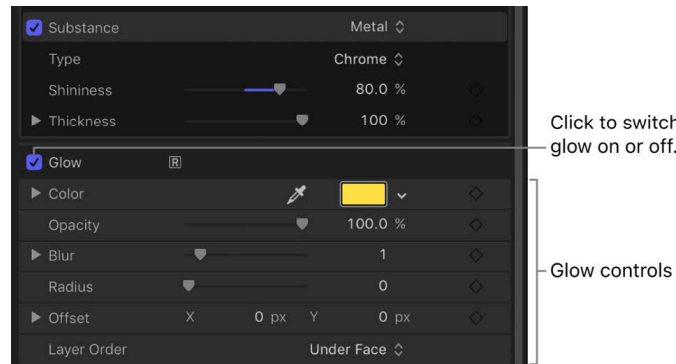 Substance Metal
Type Chrome
Shininess 80.0 %
Thickness 100 %
Click to switch
glow on or off.
Glow R
Color
Opacity 100.0 %
Blur 1
Radius 0
Glow controls
Offset X 0 px Y 0 px
Layer Order Under Face